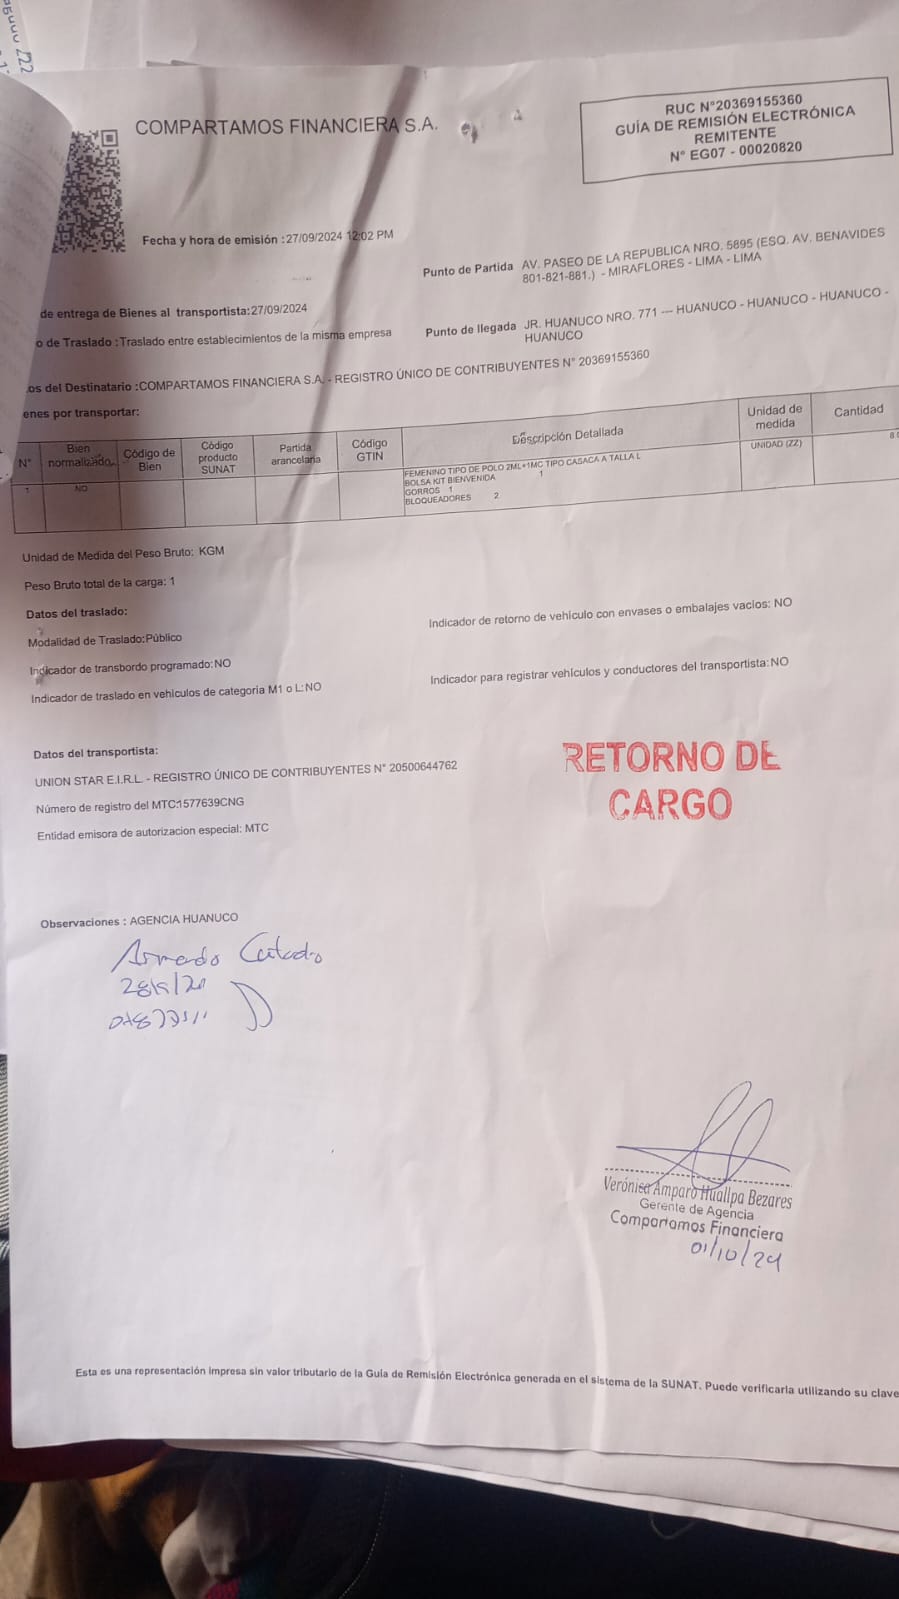 COMPARTAMOS FINANCIERA S.A.
RUC N°20369155360
GUÍA DE REMISIÓN ELECTRÓNICA
REMITENTE
N° EG07 - 00020820
Fecha y hora de emisión :27/09/2024 12:02 PM
Punto de Partida AV. PASEO DE LA REPUBLICA NRO. 5895 (ESQ. AV. BENAVIDES
801-821-881.) - MIRAFLORES - LIMA - LIMA
de entrega de Bienes al transportista:27/09/2024
Punto de llegada JR. HUANUCO NRO. 771 --- HUANUCO - HUANUCO - HUANUCO -
HUANUCO
o de Traslado :Traslado entre establecimientos de la misma empresa
os del Destinatario :COMPARTAMOS FINANCIERA S.A. - REGISTRO ÚNICO DE CONTRIBUYENTES N° 20369155360
enes por transportar:
N° Bien normalizado Código de Bien Código producto SUNAT Partida arancelaria Código GTIN Descripción Detallada Unidad de medida Cantidad
1 NO FEMENINO TIPO DE POLO 2ML+1MC TIPO CASACA A TALLA L UNIDAD (ZZ)
BOLSA KIT BIENVENIDA 1
GORROS 1
BLOQUEADORES 2
Unidad de Medida del Peso Bruto: KGM
Peso Bruto total de la carga: 1
Datos del traslado:
Indicador de retorno de vehículo con envases o embalajes vacíos: NO
Modalidad de Traslado:Público
Indicador de transbordo programado:NO
Indicador para registrar vehículos y conductores del transportista:NO
Indicador de traslado en vehículos de categoría M1 o L:NO
Datos del transportista:
UNION STAR E.I.R.L. - REGISTRO ÚNICO DE CONTRIBUYENTES N° 20500644762
Número de registro del MTC:1577639CNG
Entidad emisora de autorizacion especial: MTC
RETORNO DE
CARGO
Observaciones : AGENCIA HUANUCO
Verónica Amparo Huallpa Bezares
Gerente de Agencia
Compartamos Financiera
01/10/24
Esta es una representación impresa sin valor tributario de la Guía de Remisión Electrónica generada en el sistema de la SUNAT. Puede verificarla utilizando su clave